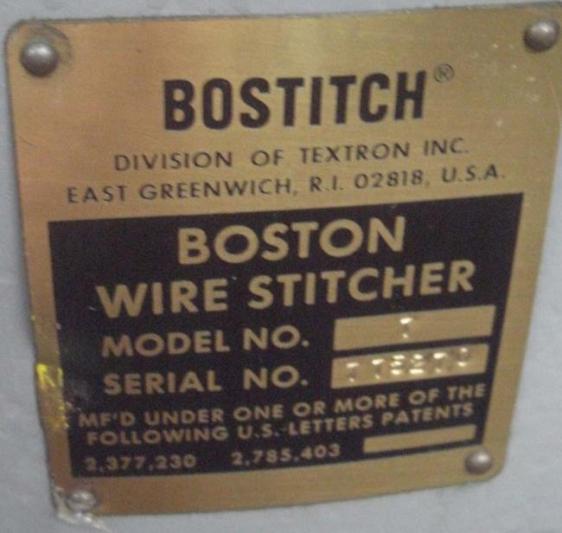 BOSTITCH®
DIVISION OF TEXTRON INC.
EAST GREENWICH, R.I. 02818, U.S.A.
BOSTON
WIRE STITCHER
MODEL NO.
SERIAL NO.
MF'D UNDER ONE OR MORE OF THE
FOLLOWING U.S. LETTERS PATENTS
2,377,230 2,785,403